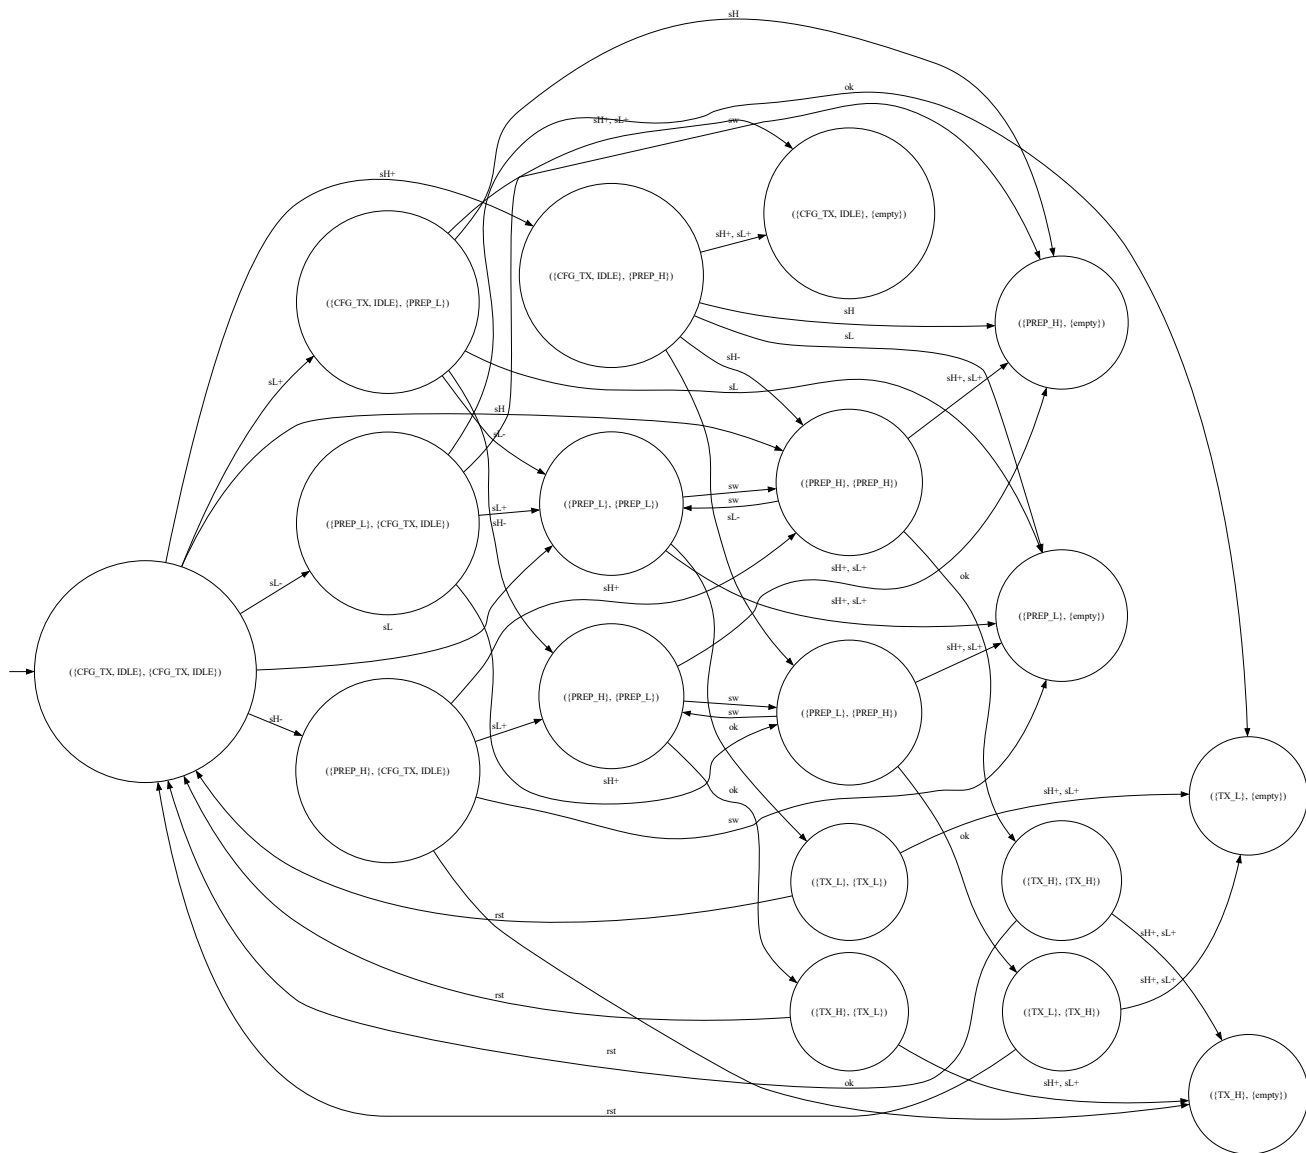 sH
ok
sH+, sL+
sw
sH+
({CFG_TX, IDLE}, {empty})
sH+, sL+
({CFG_TX, IDLE}, {PREP_H})
({CFG_TX, IDLE}, {PREP_L})
sH
({PREP_H}, {empty})
sL
sH-
sH+, sL+
sL+
sL
sH
sL-
({PREP_H}, {PREP_H})
sw
sw
({PREP_L}, {PREP_L})
sL+
sL-
sH-
({PREP_L}, {CFG_TX, IDLE})
sH+, sL+
ok
sL-
sH+
sH+, sL+
({PREP_L}, {empty})
sL
sH+, sL+
({CFG_TX, IDLE}, {CFG_TX, IDLE})
({PREP_H}, {PREP_L})
sw
sw
({PREP_L}, {PREP_H})
sH-
sL+
ok
({PREP_H}, {CFG_TX, IDLE})
sH+
ok
sH+, sL+
({TX_L}, {empty})
sw
ok
({TX_L}, {TX_L})
({TX_H}, {TX_H})
rst
sH+, sL+
sH+, sL+
rst
({TX_H}, {TX_L})
({TX_L}, {TX_H})
rst
ok
sH+, sL+
({TX_H}, {empty})
rst